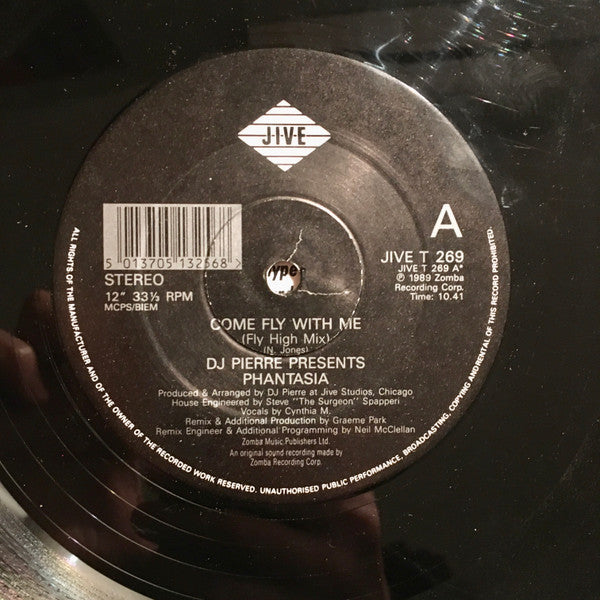 J·I·V·E
A
5 013705 132568 >
STEREO
12" 33⅓ RPM
MCPS/BIEM
JIVE T 269
JIVE T 269 A*
℗ 1989 Zomba
Recording Corp.
Time: 10.41
ype
COME FLY WITH ME
(Fly High Mix)
(N. Jones)
DJ PIERRE PRESENTS
PHANTASIA
Produced & Arranged by DJ Pierre at Jive Studios, Chicago
House Engineered by Steve "The Surgeon" Spapperi
Vocals by Cynthia M.
Remix & Additional Production by Graeme Park
Remix Engineer & Additional Programming by Neil McClellan
Zomba Music Publishers Ltd.
An original sound recording made by
Zomba Recording Corp.
ALL RIGHTS OF THE MANUFACTURER AND OF THE OWNER OF THE RECORDED WORK RESERVED. UNAUTHORISED PUBLIC PERFORMANCE, BROADCASTING, COPYING AND RENTAL OF THIS RECORD PROHIBITED.